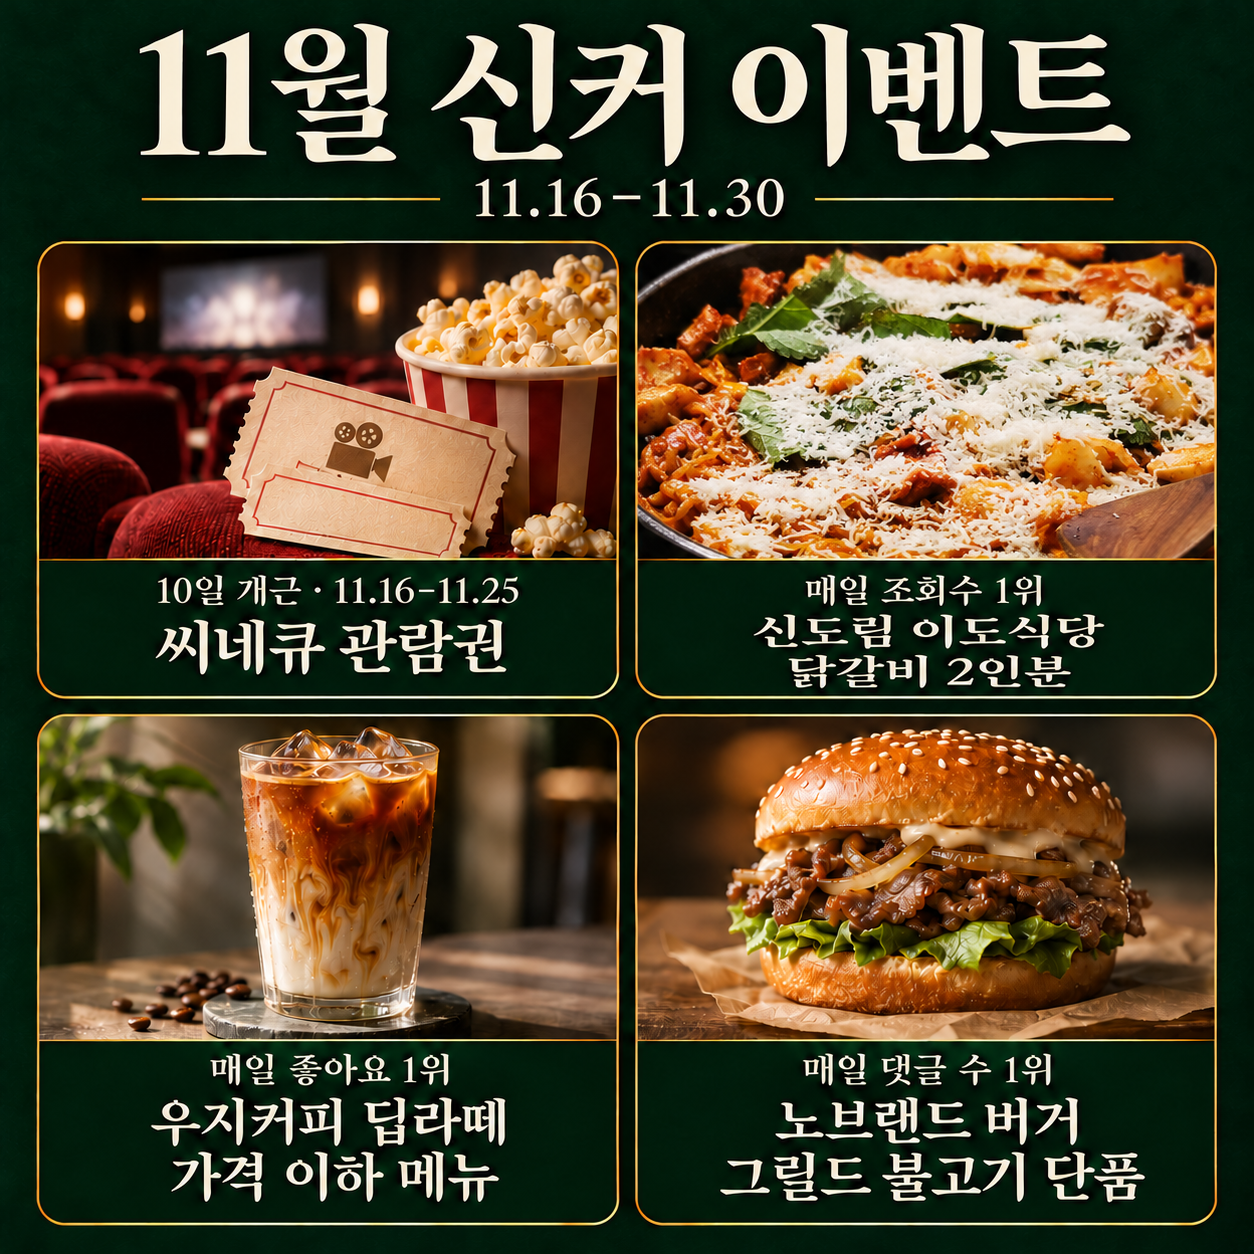 11월 신커 이벤트
11.16-11.30
10일 개근 · 11.16-11.25
씨네큐 관람권
매일 조회수 1위
신도림 이도식당
닭갈비 2인분
매일 좋아요 1위
우지커피 딥라떼
가격 이하 메뉴
매일 댓글 수 1위
노브랜드 버거
그릴드 불고기 단품